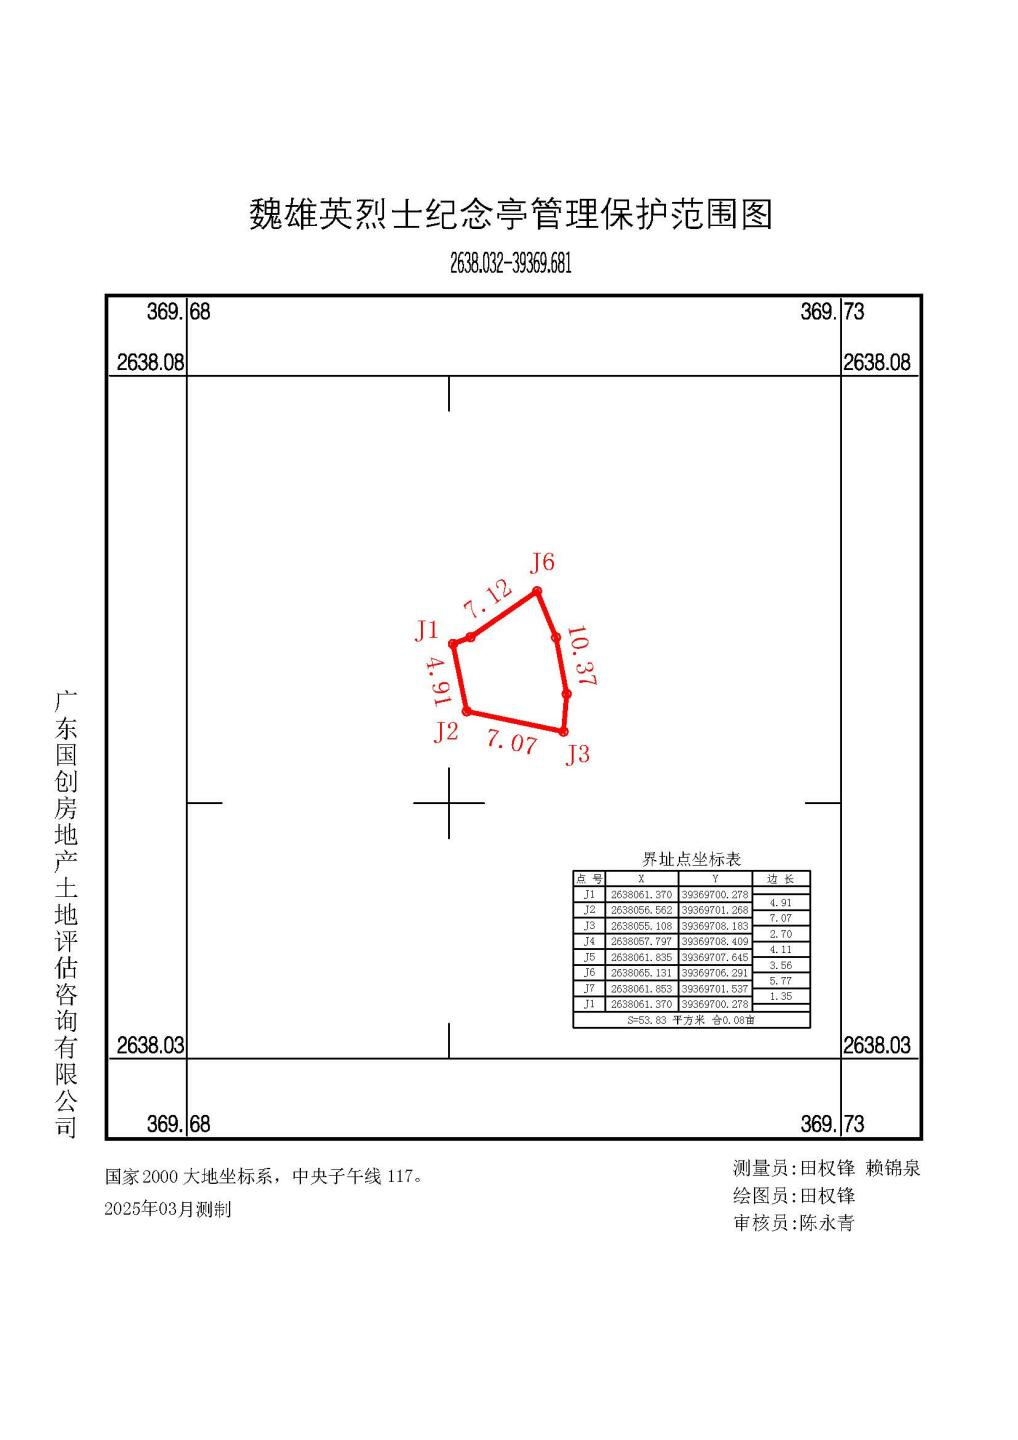 魏雄英烈士纪念亭管理保护范围图
2638.032-39369.681
369. 68
369. 73
2638.08
2638.08
J6
7.12
J1
10.37
4.91
J2
7.07
J3
广东国创房地产土地评估咨询有限公司
界址点坐标表
点 号 X Y 边 长
J1 2638061.370 39369700.278
4.91
J2 2638056.562 39369701.268
7.07
J3 2638055.108 39369708.183
2.70
J4 2638057.797 39369708.409
4.11
J5 2638061.835 39369707.645
3.56
J6 2638065.131 39369706.291
5.77
J7 2638061.853 39369701.537
1.35
J1 2638061.370 39369700.278
S=53.83 平方米 合0.08亩
2638.03
2638.03
369. 68
369. 73
国家2000 大地坐标系，中央子午线 117。
2025年03月测制
测量员:田权锋 赖锦泉
绘图员:田权锋
审核员:陈永青